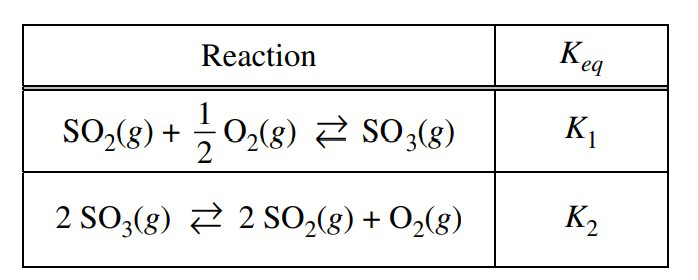 Reaction K_eq
SO₂(g) + 1/2 O₂(g) ⇄ SO₃(g) K₁
2 SO₃(g) ⇄ 2 SO₂(g) + O₂(g) K₂